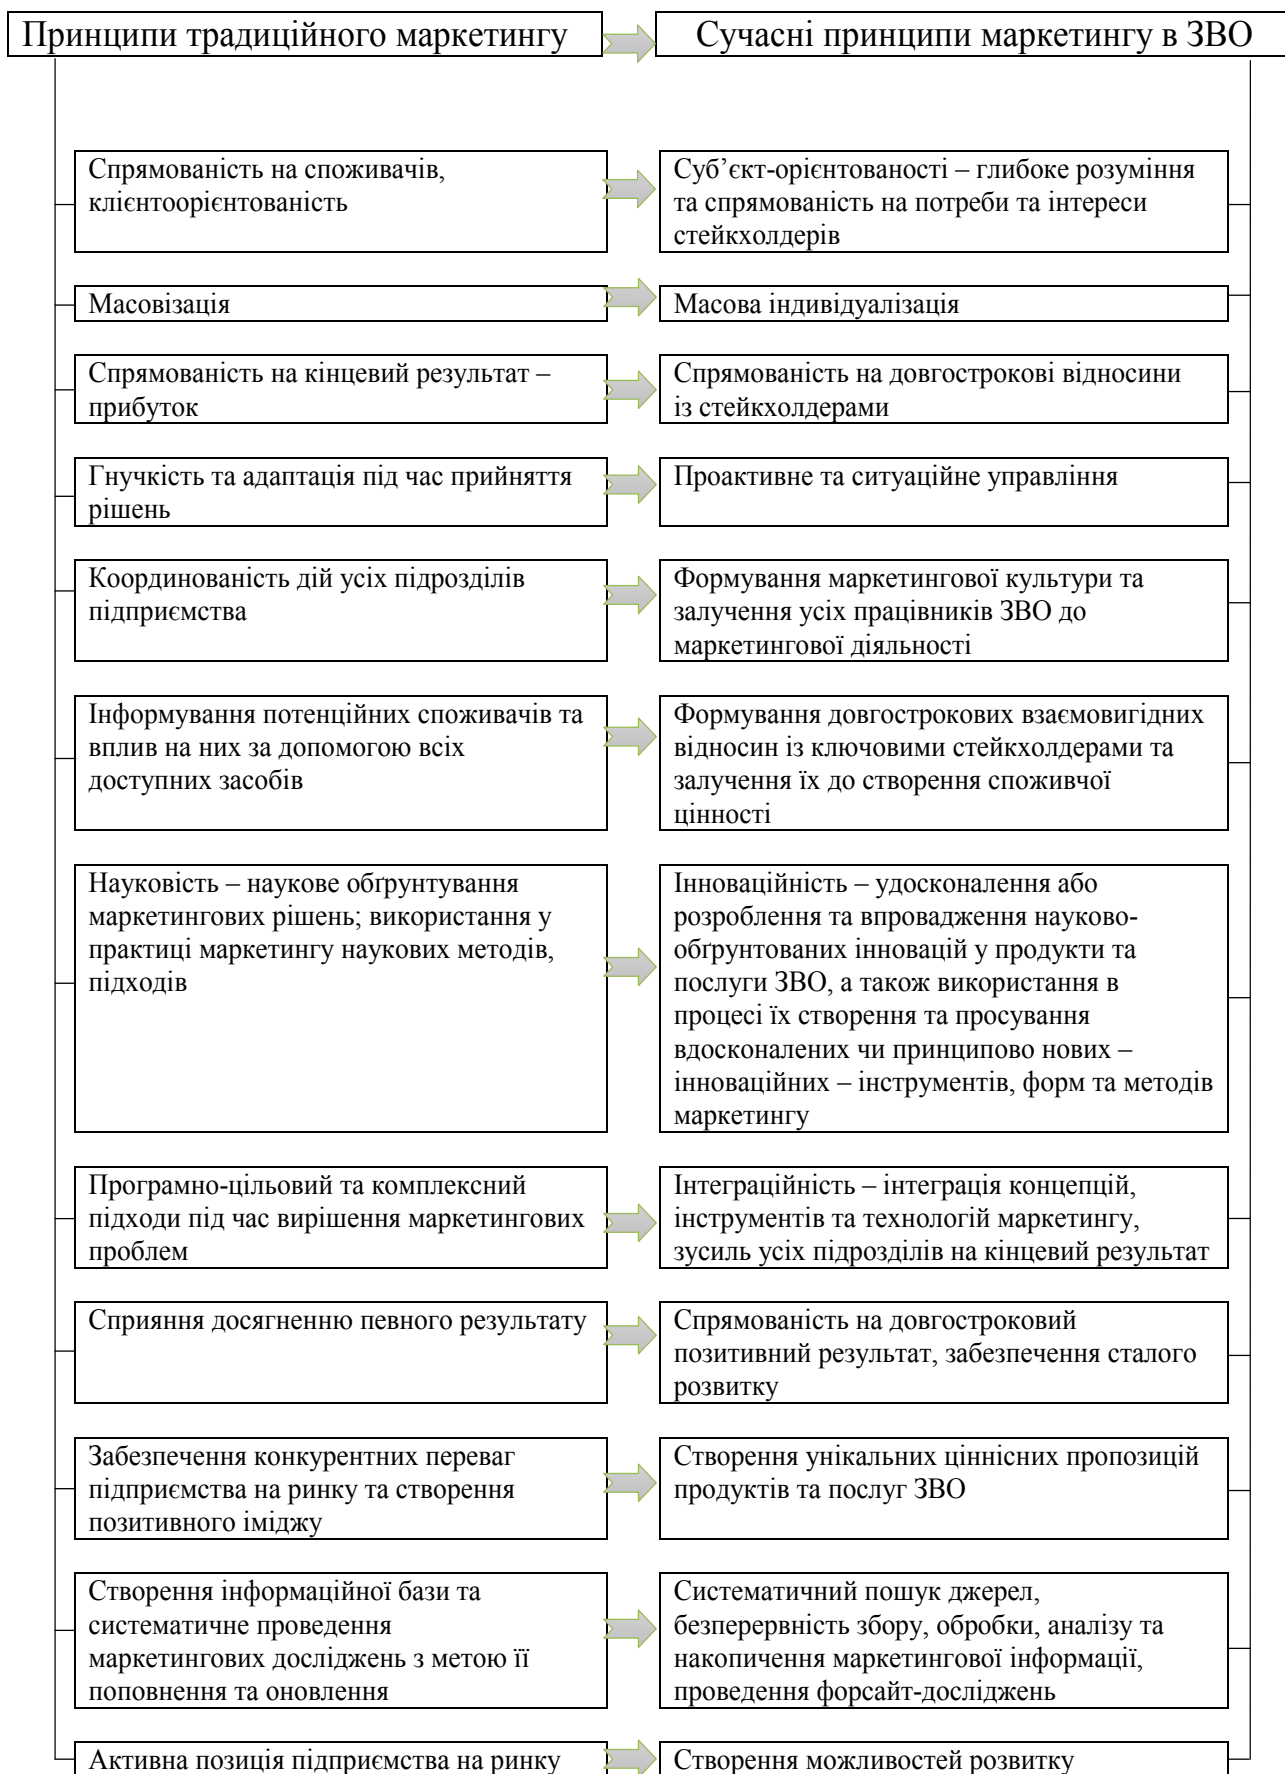 Принципи традиційного маркетингу
Сучасні принципи маркетингу в ЗВО
Спрямованість на споживачів,
клієнтоорієнтованість
Суб’єкт-орієнтованості – глибоке розуміння
та спрямованість на потреби та інтереси
стейкхолдерів
Масовізація
Масова індивідуалізація
Спрямованість на кінцевий результат –
прибуток
Спрямованість на довгострокові відносини
із стейкхолдерами
Гнучкість та адаптація під час прийняття
рішень
Проактивне та ситуаційне управління
Координованість дій усіх підрозділів
підприємства
Формування маркетингової культури та
залучення усіх працівників ЗВО до
маркетингової діяльності
Інформування потенційних споживачів та
вплив на них за допомогою всіх
доступних засобів
Формування довгострокових взаємовигідних
відносин із ключовими стейкхолдерами та
залучення їх до створення споживчої
цінності
Науковість – наукове обґрунтування
маркетингових рішень; використання у
практиці маркетингу наукових методів,
підходів
Інноваційність – удосконалення або
розроблення та впровадження науково-
обґрунтованих інновацій у продукти та
послуги ЗВО, а також використання в
процесі їх створення та просування
вдосконалених чи принципово нових –
інноваційних – інструментів, форм та методів
маркетингу
Програмно-цільовий та комплексний
підходи під час вирішення маркетингових
проблем
Інтеграційність – інтеграція концепцій,
інструментів та технологій маркетингу,
зусиль усіх підрозділів на кінцевий результат
Сприяння досягненню певного результату
Спрямованість на довгостроковий
позитивний результат, забезпечення сталого
розвитку
Забезпечення конкурентних переваг
підприємства на ринку та створення
позитивного іміджу
Створення унікальних ціннісних пропозицій
продуктів та послуг ЗВО
Створення інформаційної бази та
систематичне проведення
маркетингових досліджень з метою її
поповнення та оновлення
Систематичний пошук джерел,
безперервність збору, обробки, аналізу та
накопичення маркетингової інформації,
проведення форсайт-досліджень
Активна позиція підприємства на ринку
Створення можливостей розвитку